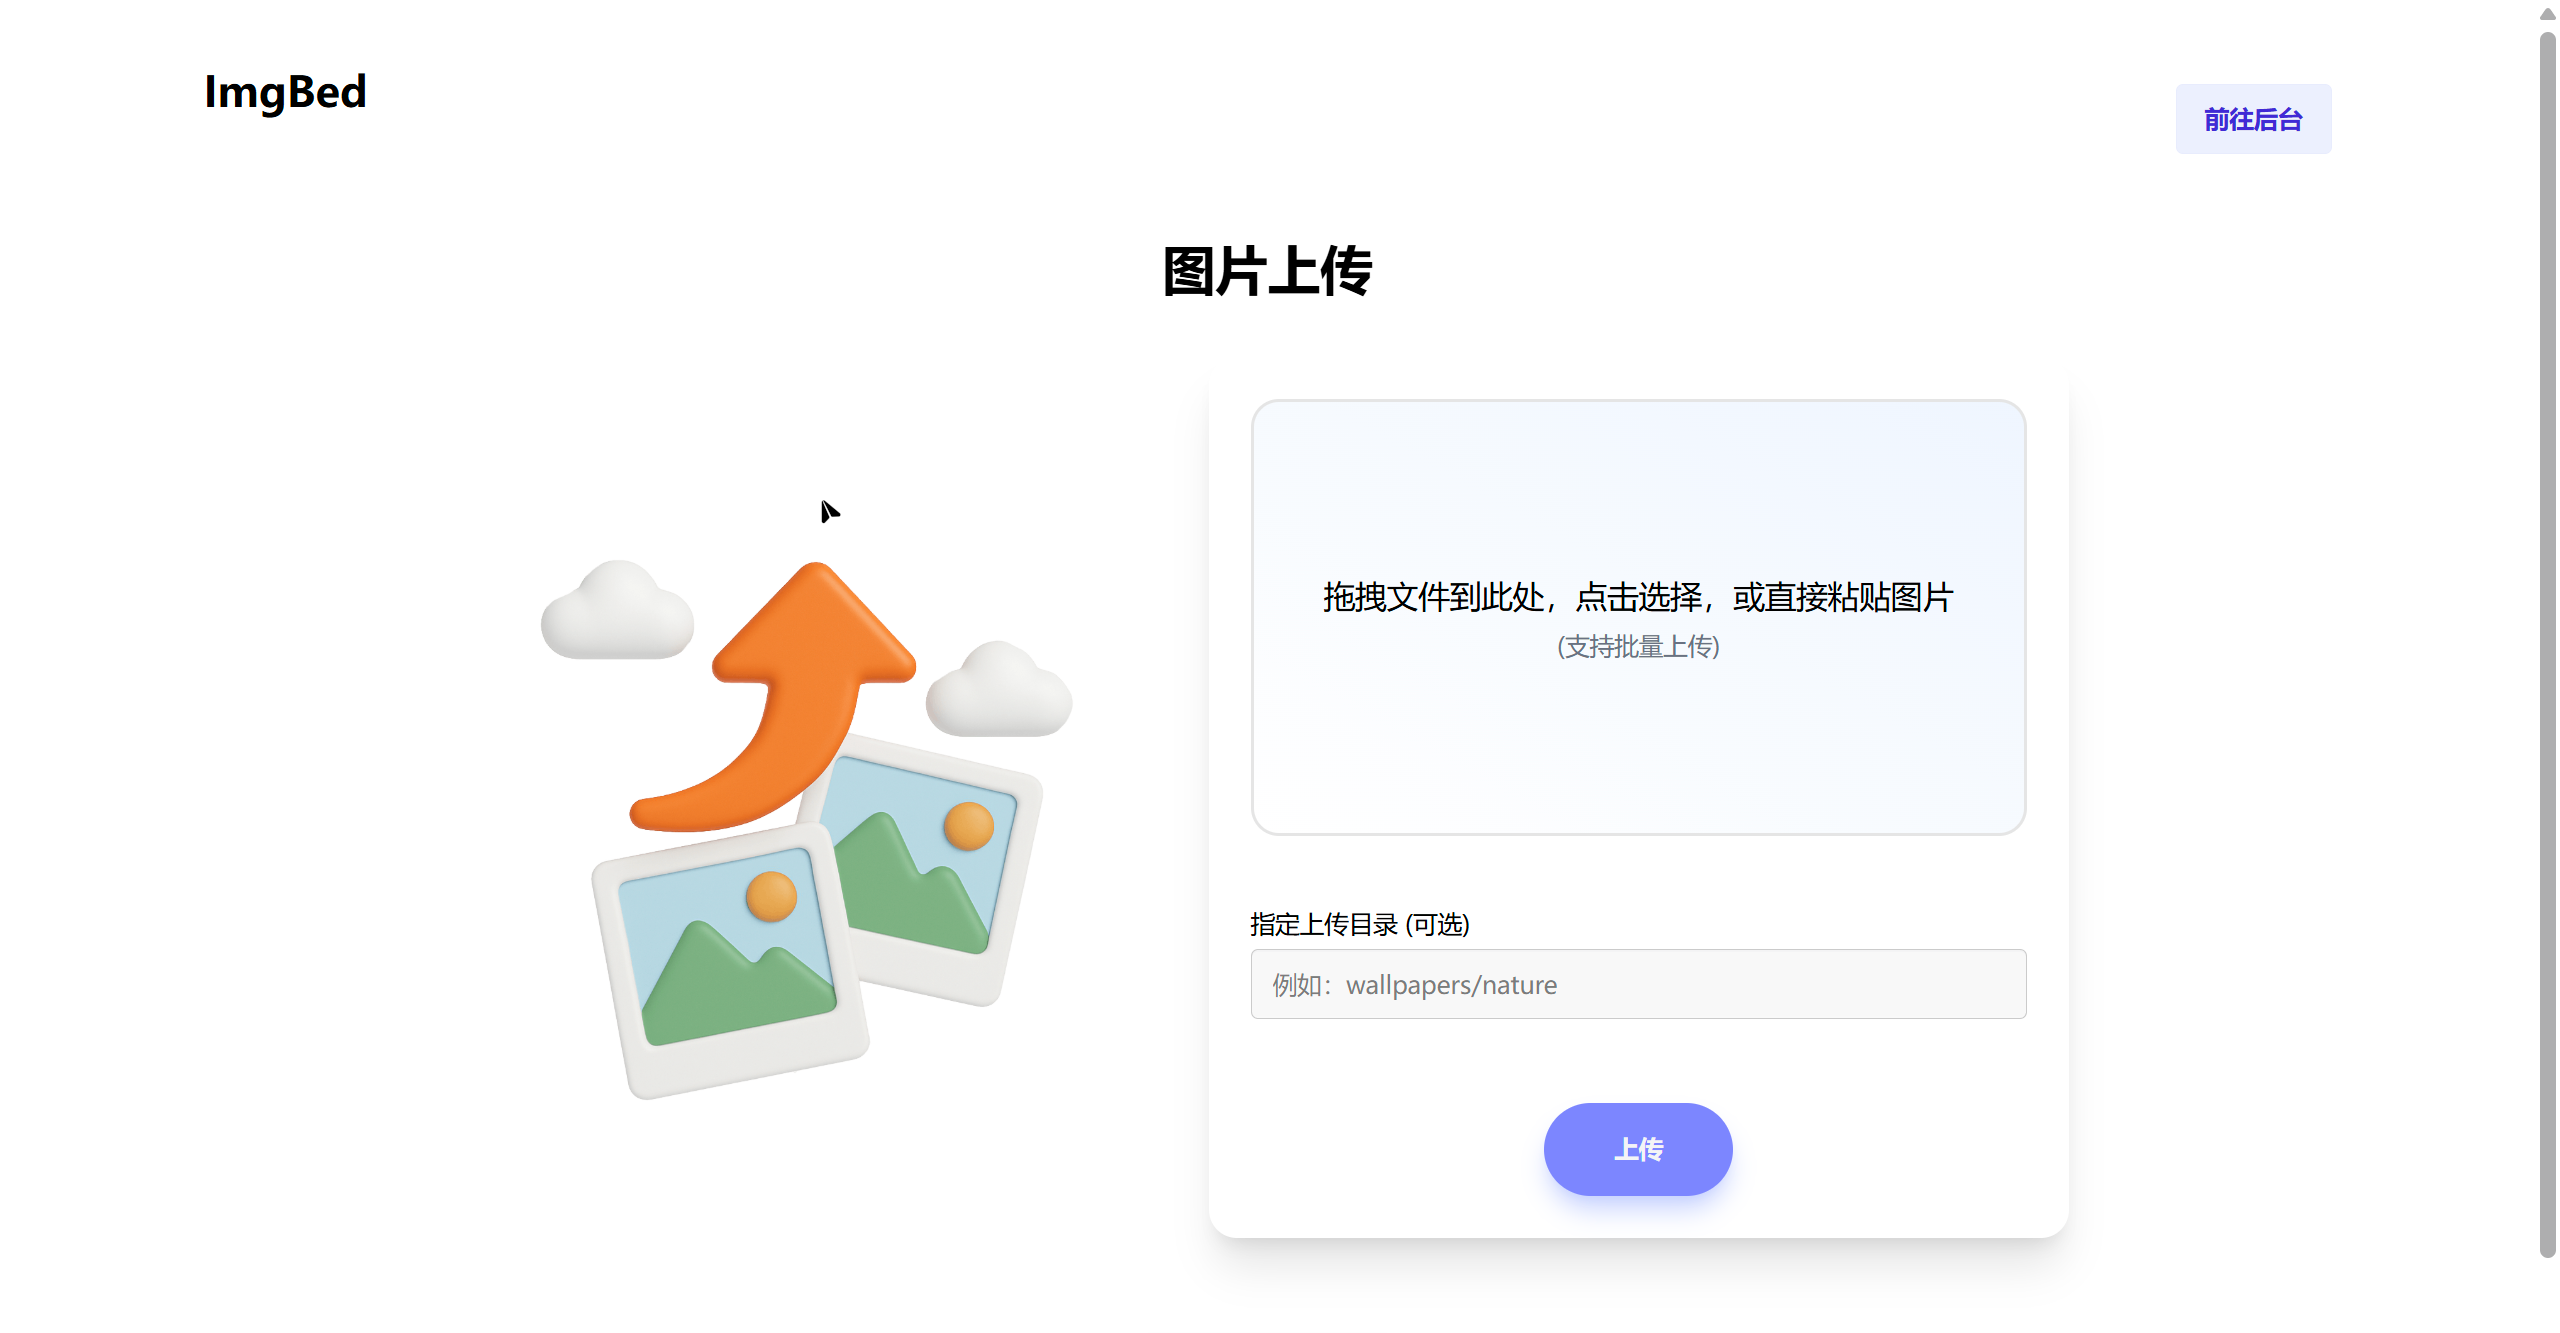 ImgBed
前往后台
图片上传
拖拽文件到此处，点击选择，或直接粘贴图片
(支持批量上传)
指定上传目录 (可选)
例如：wallpapers/nature
上传